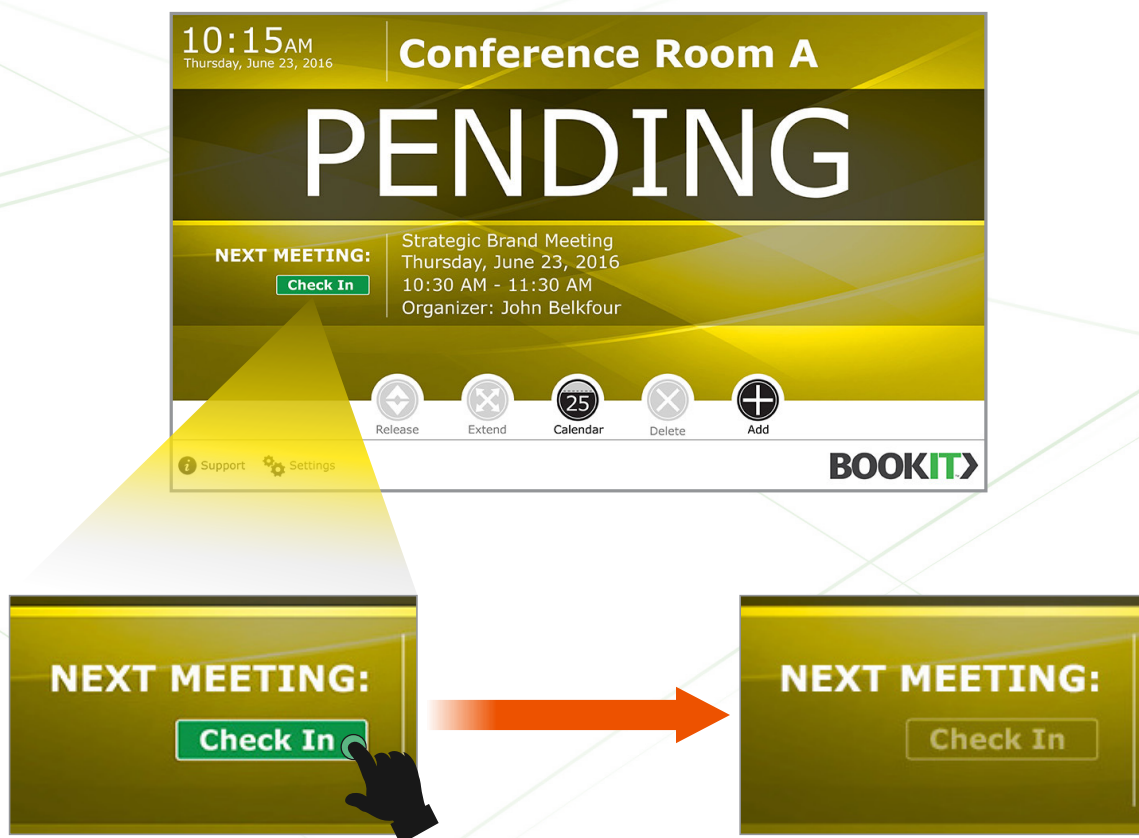 10:15AM
Thursday, June 23, 2016
Conference Room A
PENDING
NEXT MEETING:
Check In
Strategic Brand Meeting
Thursday, June 23, 2016
10:30 AM - 11:30 AM
Organizer: John Belkfour
25
Release
Extend
Calendar
Delete
Add
i Support
Settings
BOOKIT
NEXT MEETING:
Check In
NEXT MEETING:
Check In